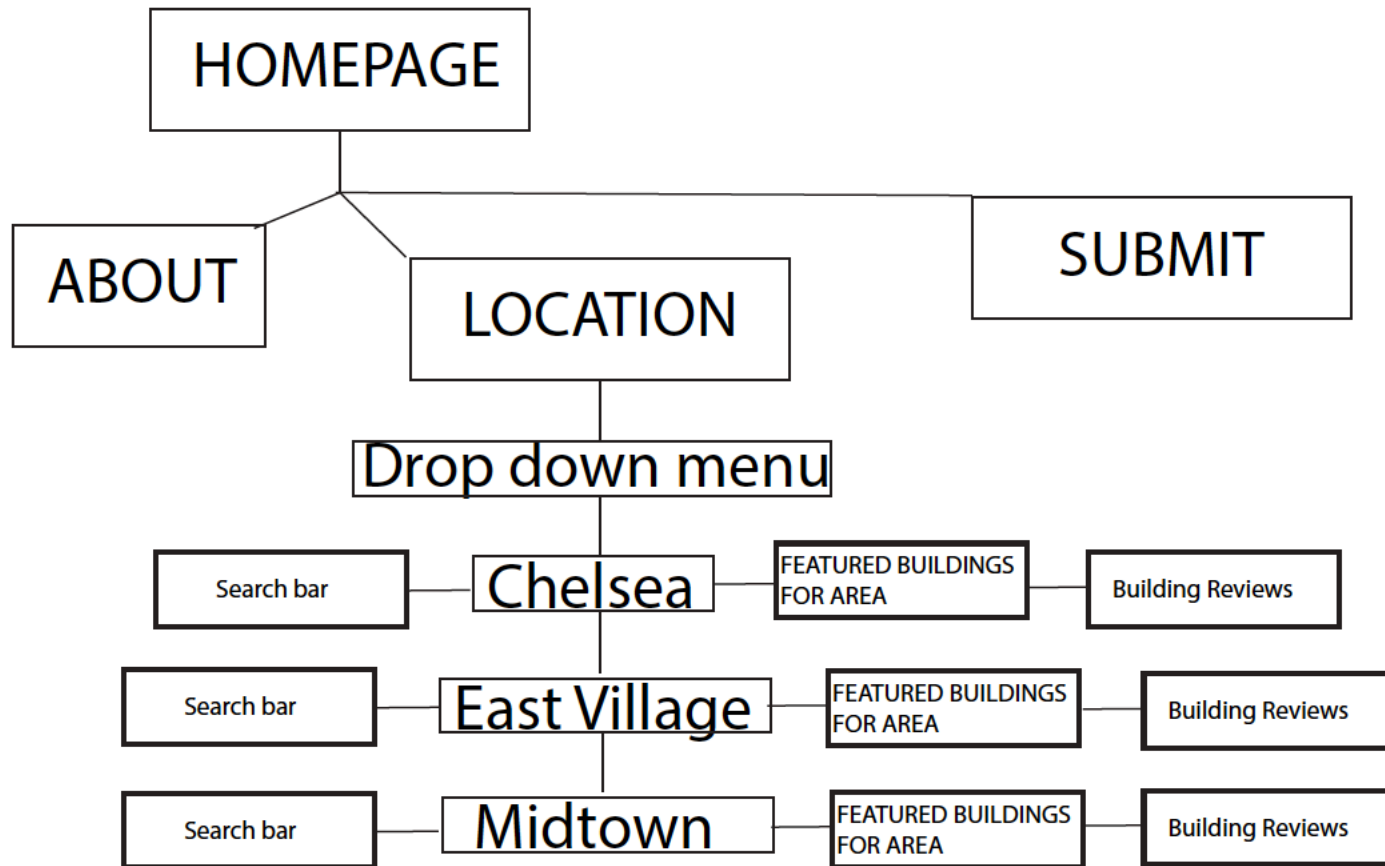 HOMEPAGE
ABOUT
LOCATION
SUBMIT
Drop down menu
Search bar
Chelsea
FEATURED BUILDINGS
FOR AREA
Building Reviews
Search bar
East Village
FEATURED BUILDINGS
FOR AREA
Building Reviews
Search bar
Midtown
FEATURED BUILDINGS
FOR AREA
Building Reviews